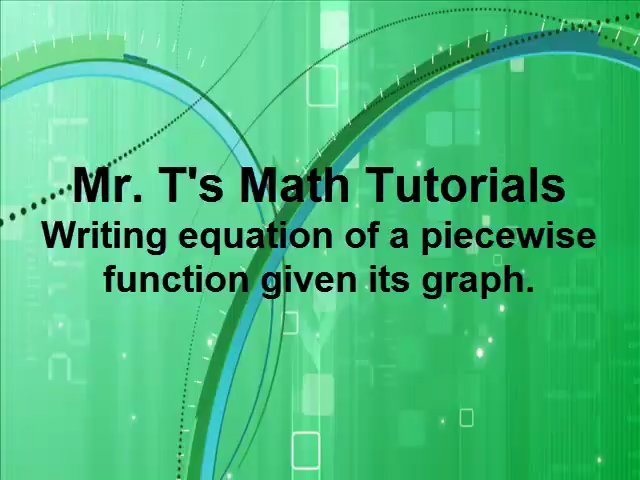 Mr. T's Math Tutorials
Writing equation of a piecewise
function given its graph.